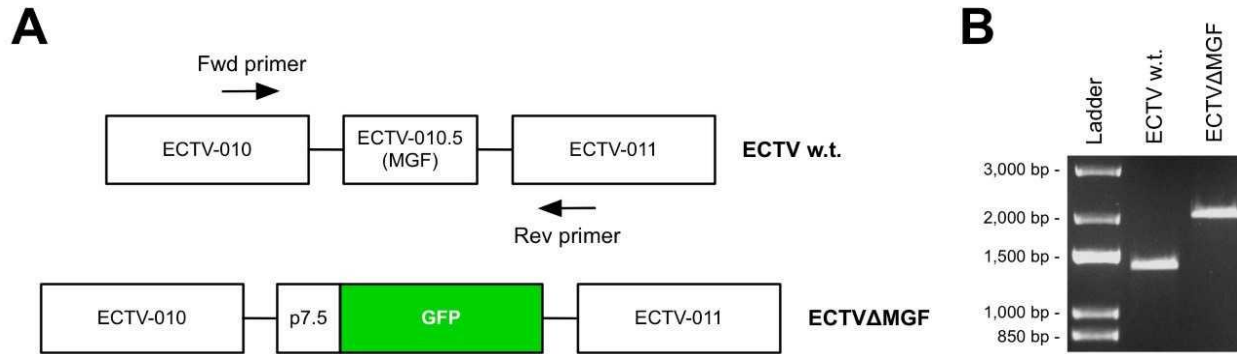 A
Fwd primer
ECTV-010
ECTV-010.5
(MGF)
ECTV-011
ECTV w.t.
Rev primer
ECTV-010
p7.5
GFP
ECTV-011
ECTVΔMGF
B
Ladder
ECTV w.t.
ECTVΔMGF
3,000 bp -
2,000 bp -
1,500 bp -
1,000 bp -
850 bp -